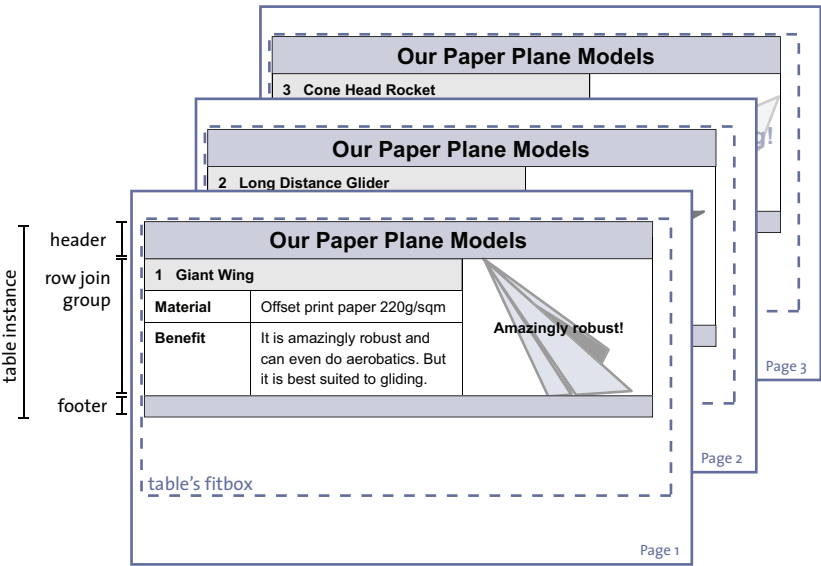 Our Paper Plane Models
3 Cone Head Rocket
g!
Our Paper Plane Models
2 Long Distance Glider
header
Our Paper Plane Models
row join
group
1 Giant Wing
Material Offset print paper 220g/sqm
Amazingly robust!
Benefit It is amazingly robust and
can even do aerobatics. But
it is best suited to gliding.
table instance
footer
Page 3
Page 2
table's fitbox
Page 1